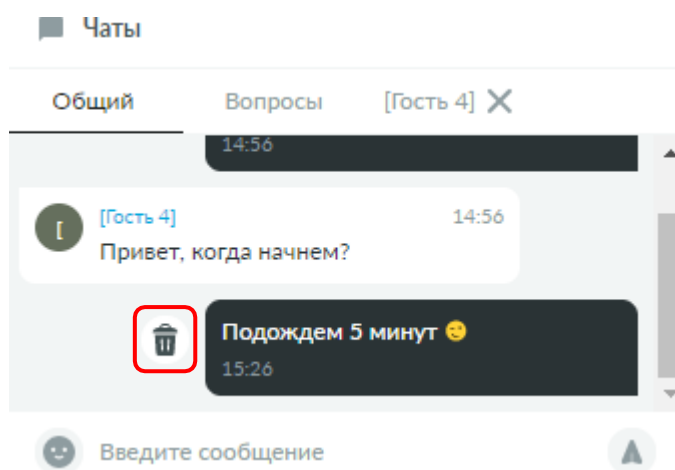 Чаты
Общий Вопросы [Гость 4]
14:56
[
[Гость 4] 14:56
Привет, когда начнем?
Подождем 5 минут
15:26
Введите сообщение